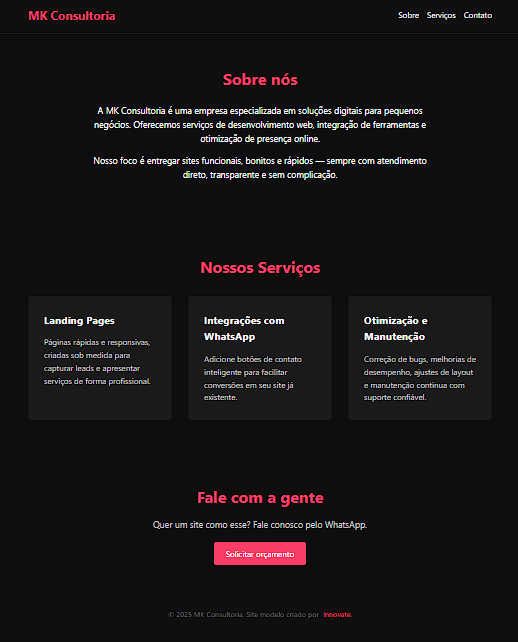 MK Consultoria
Sobre Serviços Contato
Sobre nós
A MK Consultoria é uma empresa especializada em soluções digitais para pequenos
negócios. Oferecemos serviços de desenvolvimento web, integração de ferramentas e
otimização de presença online.
Nosso foco é entregar sites funcionais, bonitos e rápidos — sempre com atendimento
direto, transparente e sem complicação.
Nossos Serviços
Landing Pages
Páginas rápidas e responsivas,
criadas sob medida para
capturar leads e apresentar
serviços de forma profissional.
Integrações com
WhatsApp
Adicione botões de contato
inteligente para facilitar
conversões em seu site já
existente.
Otimização e
Manutenção
Correção de bugs, melhorias de
desempenho, ajustes de layout
e manutenção contínua com
suporte confiável.
Fale com a gente
Quer um site como esse? Fale conosco pelo WhatsApp.
Solicitar orçamento
© 2025 MK Consultoria. Site modelo criado por Innovate.